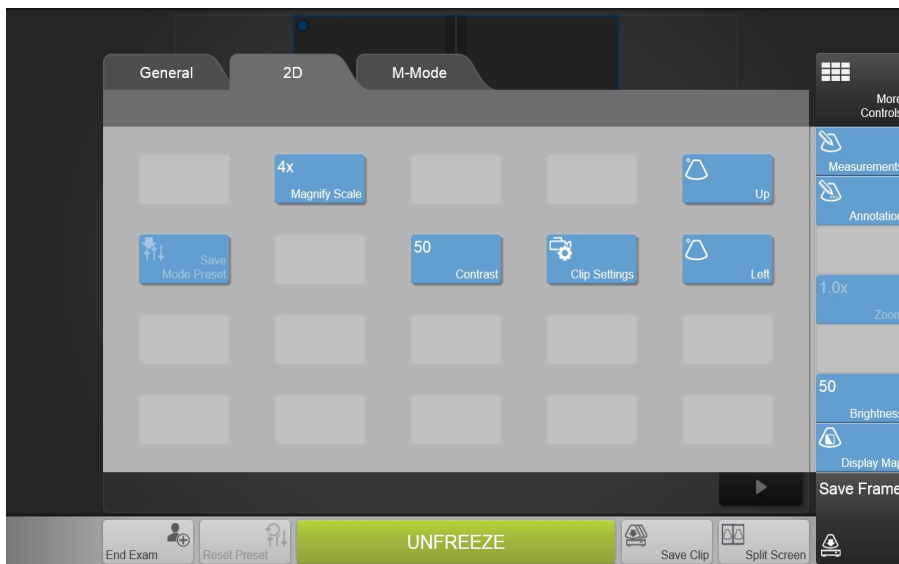 General
2D
M-Mode
More
Controls
4x
Magnify Scale
Up
Measurements
Annotation
Save
Mode Preset
50
Contrast
Clip Settings
Left
1.0x
Zoom
50
Brightness
Display Map
Save Frame
End Exam
Reset Preset
UNFREEZE
Save Clip
Split Screen